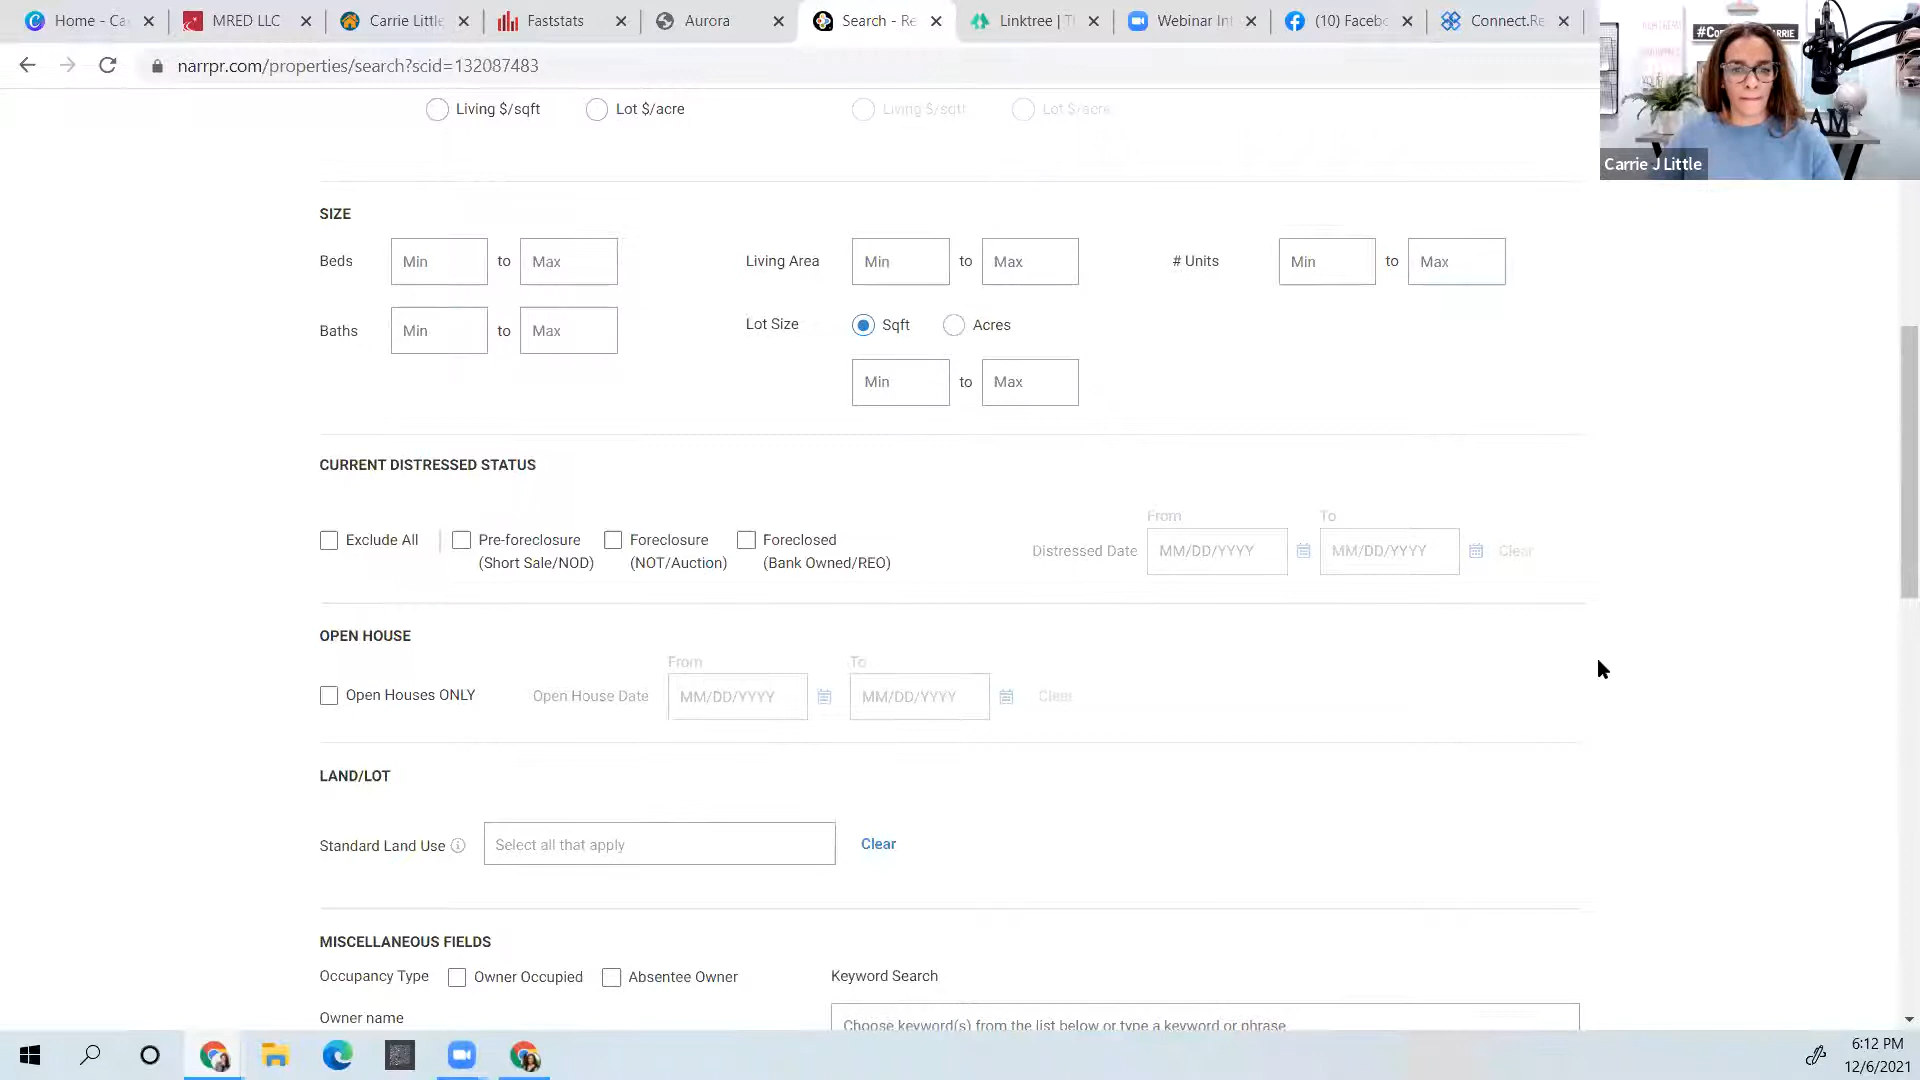 Home - Ca
MRED LLC
Carrie Little
Faststats
Aurora
Search - Re
Linktree | T
Webinar Inf
(10) Facebo
Connect.Re
narrpr.com/properties/search?scid=132087483
Carrie J Little
Living $/sqft
Lot $/acre
Living $/sqft
Lot $/acre
SIZE
Beds
Min
to
Max
Living Area
Min
to
Max
# Units
Min
to
Max
Baths
Min
to
Max
Lot Size
Sqft
Acres
Min
to
Max
CURRENT DISTRESSED STATUS
Exclude All
Pre-foreclosure
(Short Sale/NOD)
Foreclosure
(NOT/Auction)
Foreclosed
(Bank Owned/REO)
Distressed Date
From
MM/DD/YYYY
To
MM/DD/YYYY
Clear
OPEN HOUSE
Open Houses ONLY
Open House Date
From
MM/DD/YYYY
To
MM/DD/YYYY
Clear
LAND/LOT
Standard Land Use
Select all that apply
Clear
MISCELLANEOUS FIELDS
Occupancy Type
Owner Occupied
Absentee Owner
Keyword Search
Owner name
Choose keyword(s) from the list below or type a keyword or phrase
6:12 PM
12/6/2021